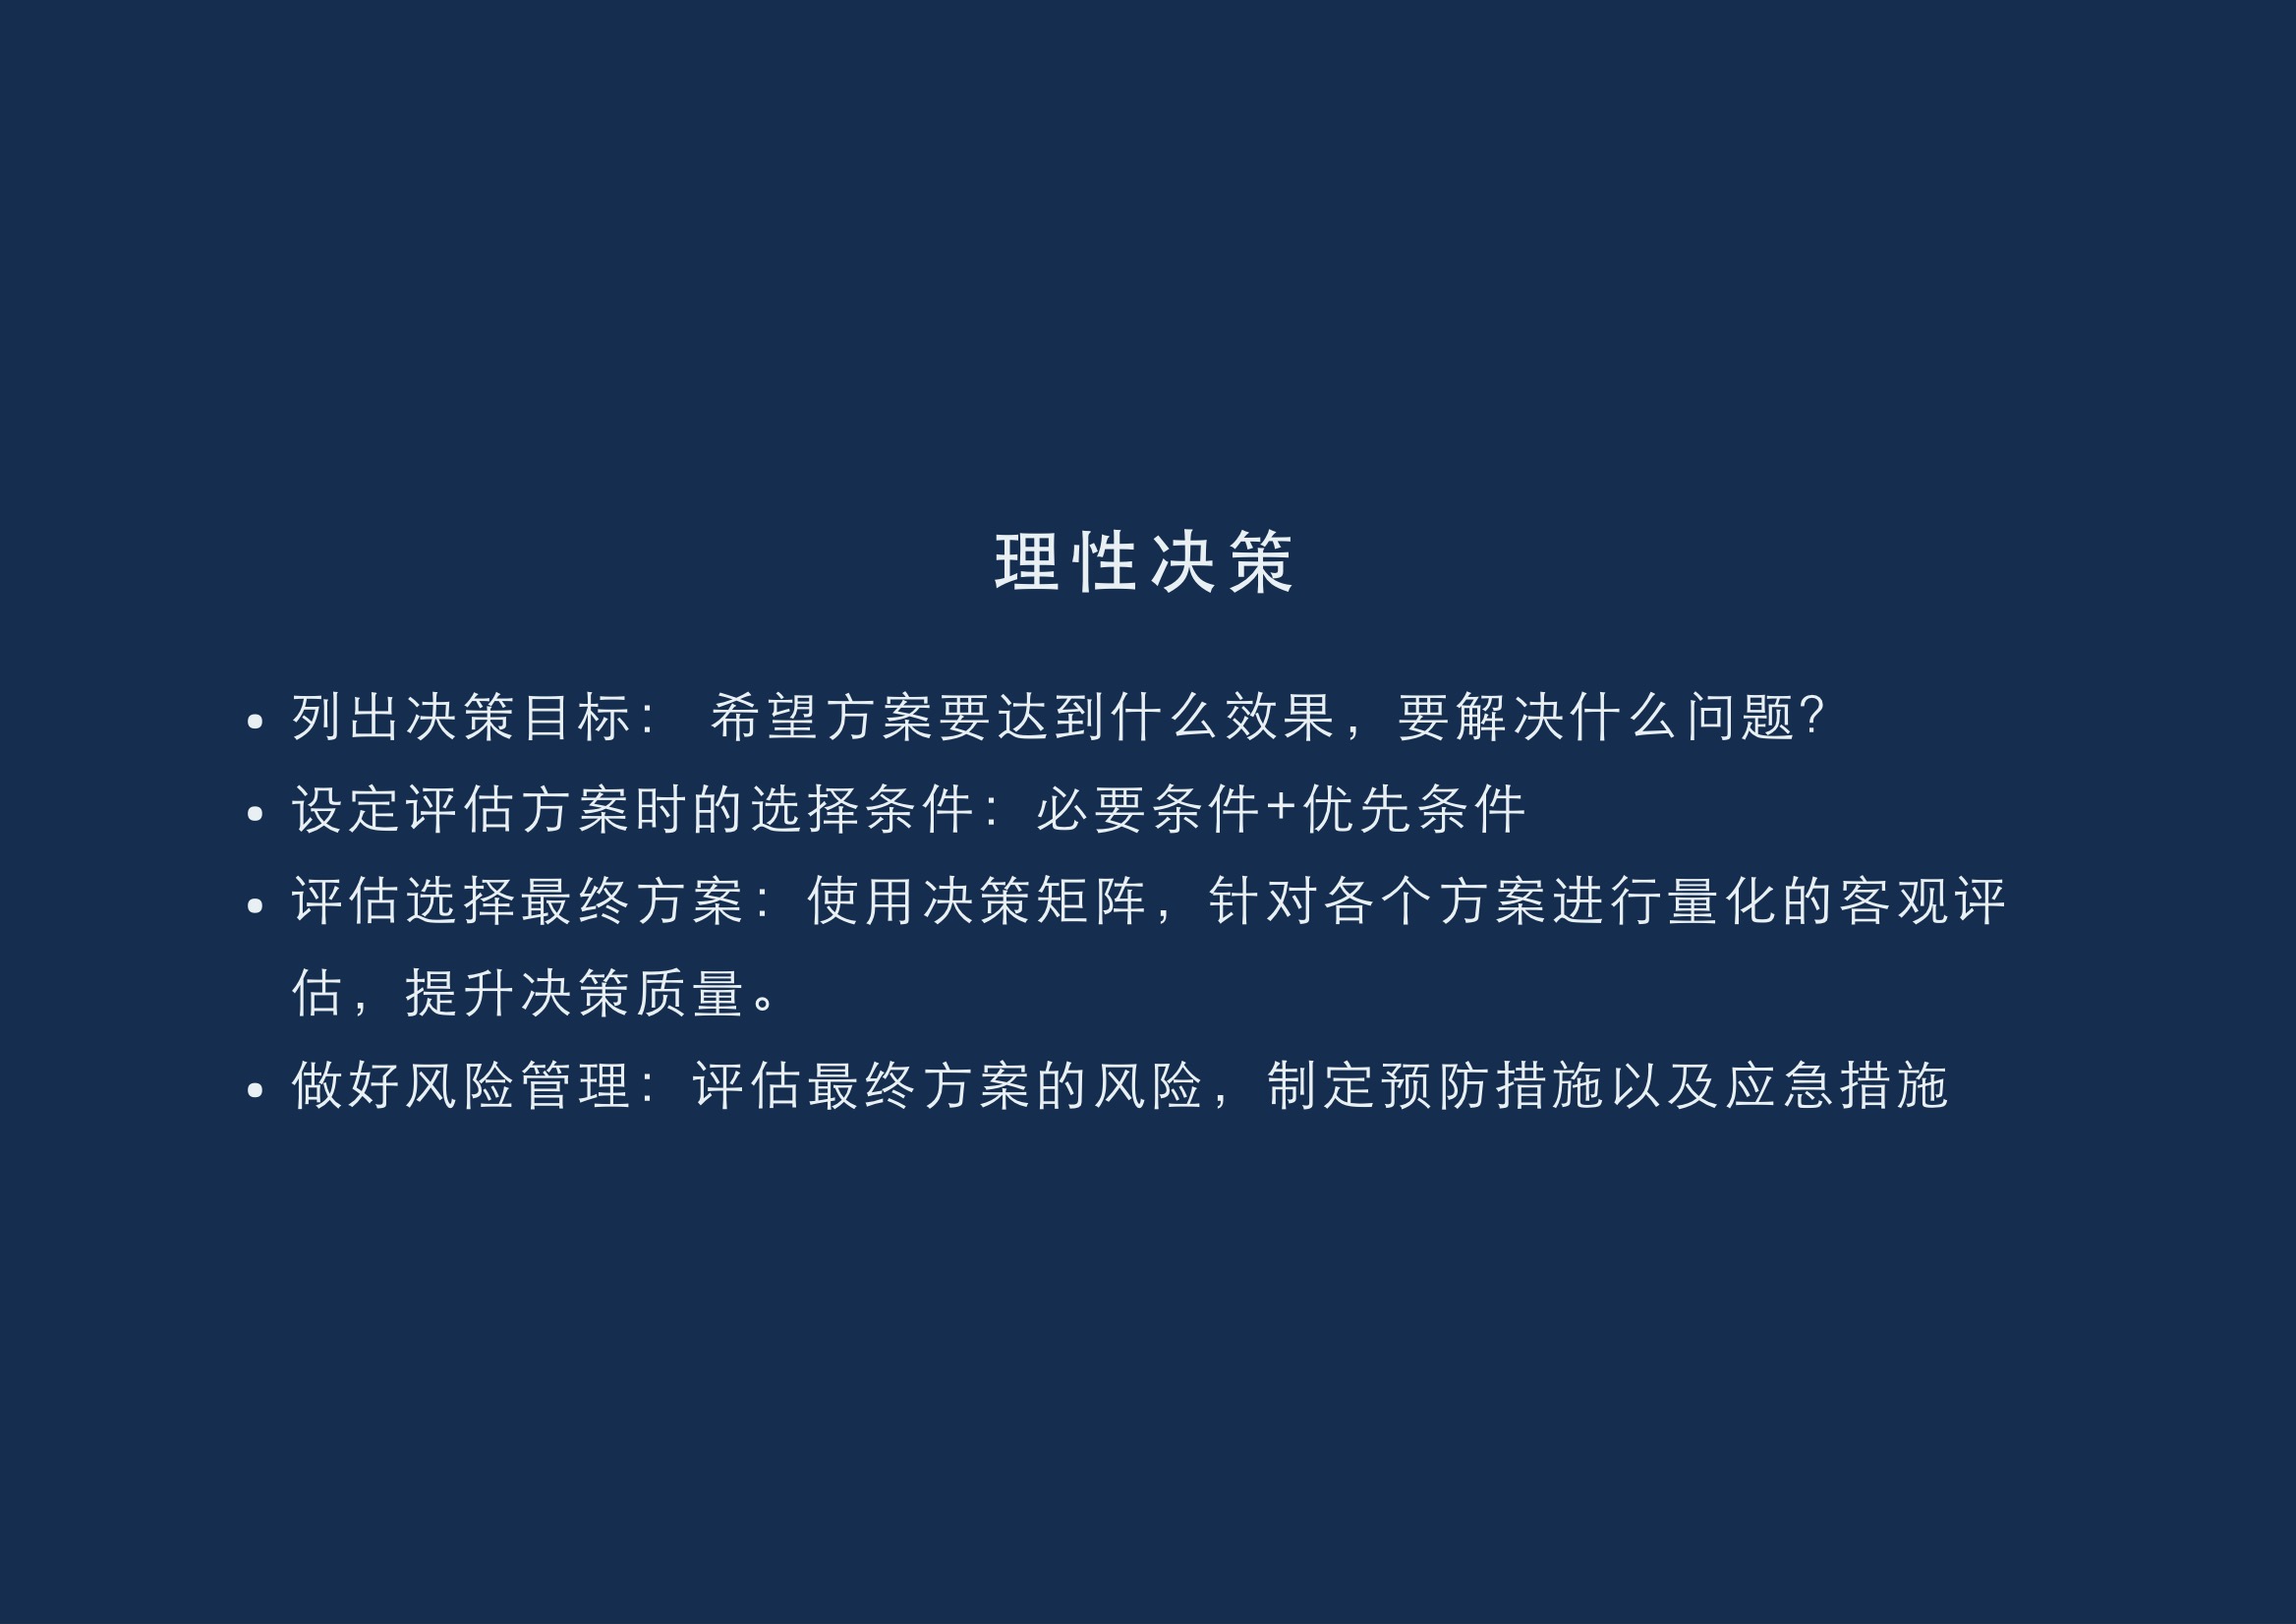 理性决策
• 列出决策目标： 希望方案要达到什么效果，要解决什么问题？
• 设定评估方案时的选择条件：必要条件+优先条件
• 评估选择最终方案：使用决策矩阵，针对各个方案进行量化的客观评
估，提升决策质量。
• 做好风险管理：评估最终方案的风险，制定预防措施以及应急措施